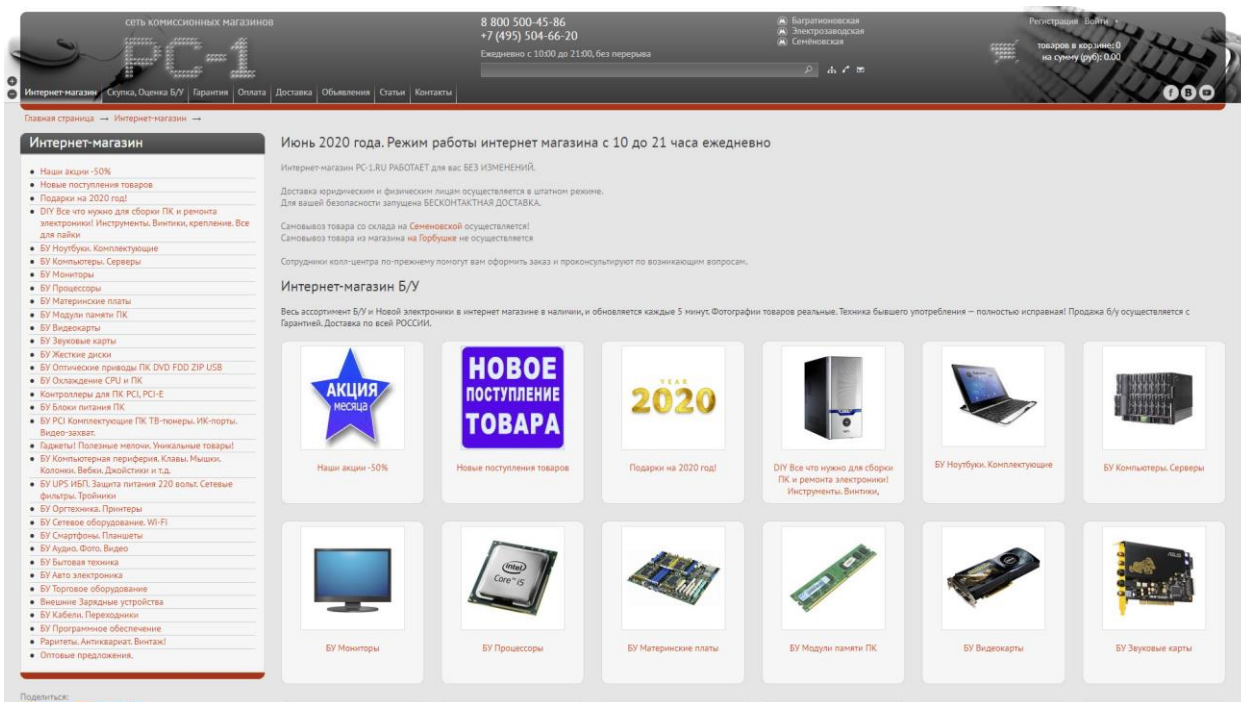 сеть комиссионных магазинов
PC-1
8 800 500-45-86
+7 (495) 504-66-20
Ежедневно с 10:00 до 21:00, без перерыва
Багратионовская
Электрозаводская
Семёновская
Регистрация Войти
товаров в корзине: 0
на сумму (руб): 0.00
Интернет-магазин Скупка, Оценка Б/У Гарантия Оплата Доставка Объявления Статьи Контакты
Главная страница → Интернет-магазин →
Интернет-магазин
Наши акции -50%
Новые поступления товаров
Подарки на 2020 год!
DIY Все что нужно для сборки ПК и ремонта
электроники! Инструменты. Винтики, крепление. Все
для пайки
БУ Ноутбуки. Комплектующие
БУ Компьютеры. Серверы
БУ Мониторы
БУ Процессоры
БУ Материнские платы
БУ Модули памяти ПК
БУ Видеокарты
БУ Звуковые карты
БУ Жесткие диски
БУ Оптические приводы ПК DVD FDD ZIP USB
БУ Охлаждение CPU и ПК
Контроллеры для ПК PCI, PCI-E
БУ Блоки питания ПК
БУ PCI Комплектующие ПК ТВ-тюнеры. ИК-порты.
Видео-захват.
Гаджеты! Полезные мелочи. Уникальные товары!
БУ Компьютерная периферия. Клавы. Мышки.
Колонки. Вебки. Джойстики и т.д.
БУ UPS ИБП. Защита питания 220 вольт. Сетевые
фильтры. Тройники
БУ Оргтехника. Принтеры
БУ Сетевое оборудование. Wi-Fi
БУ Смартфоны. Планшеты
БУ Аудио. Фото. Видео
БУ Бытовая техника
БУ Авто электроника
БУ Торговое оборудование
Внешние Зарядные устройства
БУ Кабели. Переходники
БУ Программное обеспечение
Раритеты. Антиквариат. Винтаж!
Оптовые предложения.
Поделиться:
Июнь 2020 года. Режим работы интернет магазина с 10 до 21 часа ежедневно
Интернет-магазин PC-1.RU РАБОТАЕТ для вас БЕЗ ИЗМЕНЕНИЙ.
Доставка юридическим и физическим лицам осуществляется в штатном режиме.
Для вашей безопасности запущена БЕСКОНТАКТНАЯ ДОСТАВКА.
Самовывоз товара со склада на Семеновской осуществляется!
Самовывоз товара из магазина на Горбушке не осуществляется
Сотрудники колл-центра по-прежнему помогут вам оформить заказ и проконсультируют по возникающим вопросам.
Интернет-магазин Б/У
Весь ассортимент Б/У и Новой электроники в интернет магазине в наличии, и обновляется каждые 5 минут. Фотографии товаров реальные. Техника бывшего употребления — полностью исправная! Продажа б/у осуществляется с
Гарантией. Доставка по всей РОССИИ.
АКЦИЯ
месяца
НОВОЕ
ПОСТУПЛЕНИЕ
ТОВАРА
YEAR
2020
Наши акции -50%
Новые поступления товаров
Подарки на 2020 год!
DIY Все что нужно для сборки
ПК и ремонта электроники!
Инструменты. Винтики,
БУ Ноутбуки. Комплектующие
БУ Компьютеры. Серверы
intel
Core i5
ASUS
БУ Мониторы
БУ Процессоры
БУ Материнские платы
БУ Модули памяти ПК
БУ Видеокарты
БУ Звуковые карты